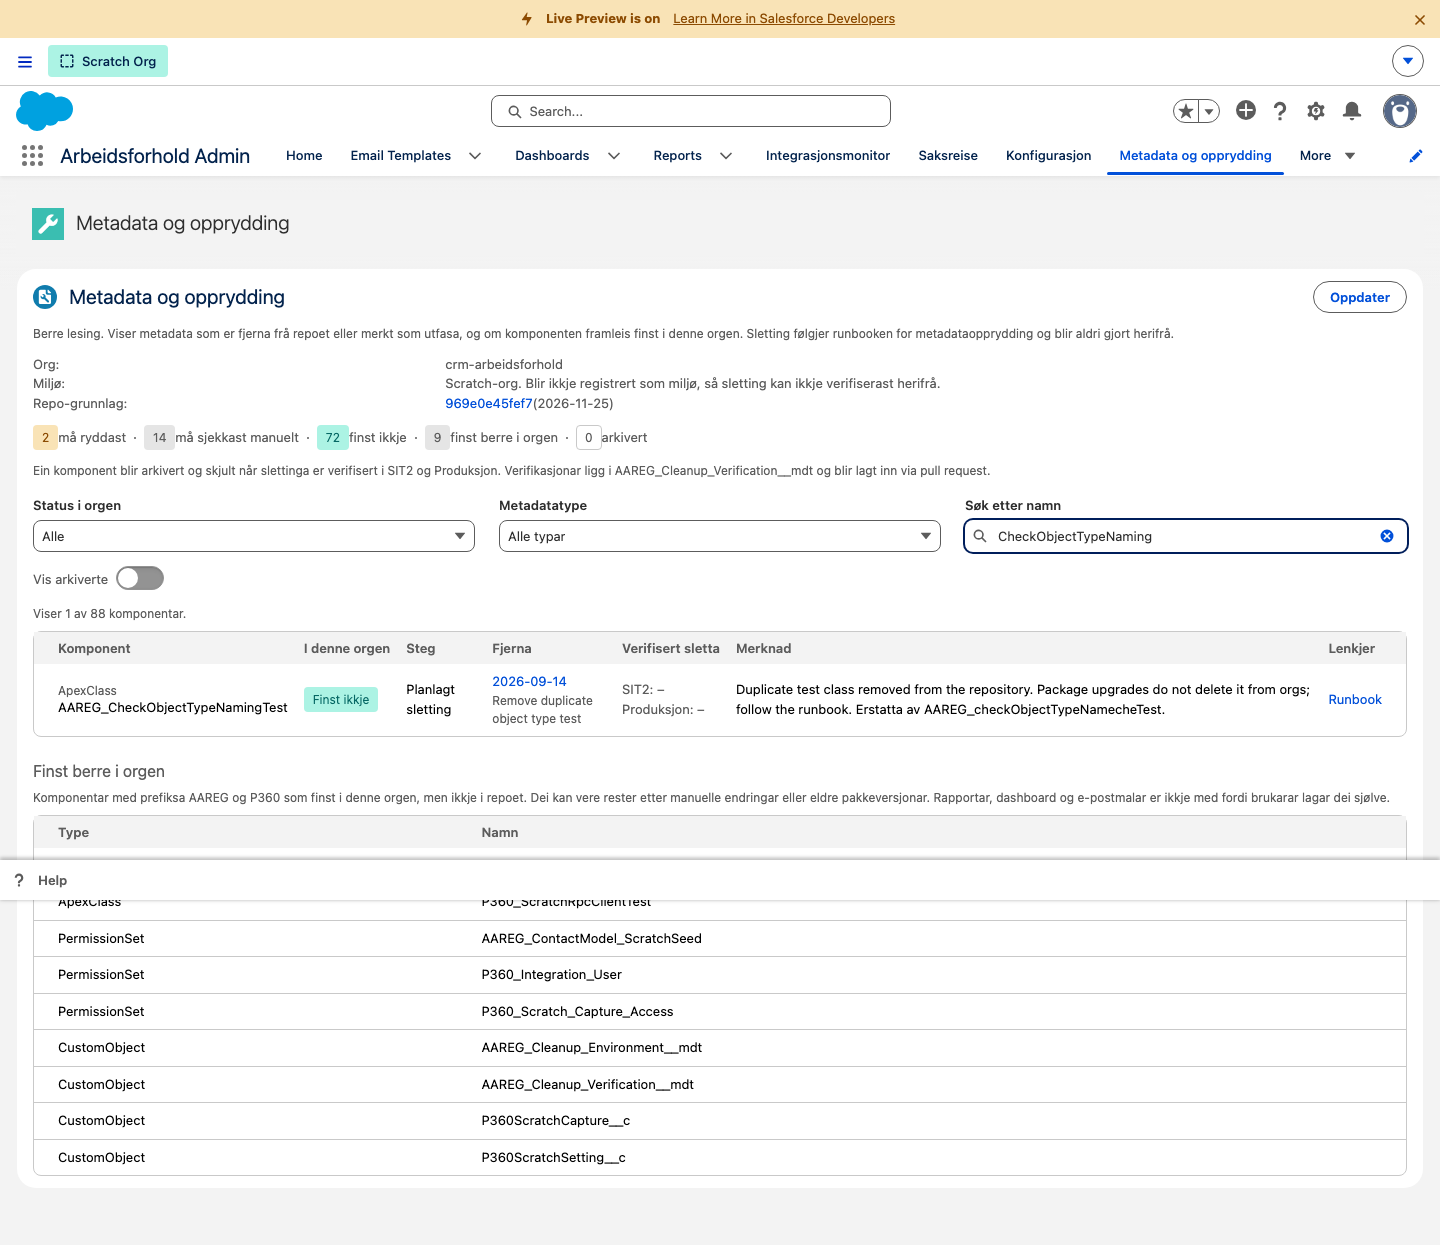 Live Preview is on Learn More in Salesforce Developers
Scratch Org
Search...
Arbeidsforhold Admin Home Email Templates Dashboards Reports Integrasjonsmonitor Saksreise Konfigurasjon Metadata og opprydding More
Metadata og opprydding
Metadata og opprydding Oppdater
Berre lesing. Viser metadata som er fjerna frå repoet eller merkt som utfasa, og om komponenten framleis finst i denne orgen. Sletting følgjer runbooken for metadataopprydding og blir aldri gjort herifrå.
Org: crm-arbeidsforhold
Miljø: Scratch-org. Blir ikkje registrert som miljø, så sletting kan ikkje verifiserast herifrå.
Repo-grunnlag: 969e0e45fef7(2026-11-25)
2 må ryddast · 14 må sjekkast manuelt · 72 finst ikkje · 9 finst berre i orgen · 0 arkivert
Ein komponent blir arkivert og skjult når slettinga er verifisert i SIT2 og Produksjon. Verifikasjonar ligg i AAREG_Cleanup_Verification__mdt og blir lagt inn via pull request.
Status i orgen Metadatatype Søk etter namn
Alle Alle typar CheckObjectTypeNaming
Vis arkiverte
Viser 1 av 88 komponentar.
Komponent I denne orgen Steg Fjerna Verifisert sletta Merknad Lenkjer
ApexClass
AAREG_CheckObjectTypeNamingTest
Finst ikkje
Planlagt
sletting
2026-09-14
Remove duplicate
object type test
SIT2: –
Produksjon: –
Duplicate test class removed from the repository. Package upgrades do not delete it from orgs;
follow the runbook. Erstatta av AAREG_checkObjectTypeNamecheTest.
Runbook
Finst berre i orgen
Komponentar med prefiksa AAREG og P360 som finst i denne orgen, men ikkje i repoet. Dei kan vere rester etter manuelle endringar eller eldre pakkeversjonar. Rapportar, dashboard og e-postmalar er ikkje med fordi brukarar lagar dei sjølve.
Type Namn
? Help
ApexClass P360_ScratchRpcClientTest
PermissionSet AAREG_ContactModel_ScratchSeed
PermissionSet P360_Integration_User
PermissionSet P360_Scratch_Capture_Access
CustomObject AAREG_Cleanup_Environment__mdt
CustomObject AAREG_Cleanup_Verification__mdt
CustomObject P360ScratchCapture__c
CustomObject P360ScratchSetting__c